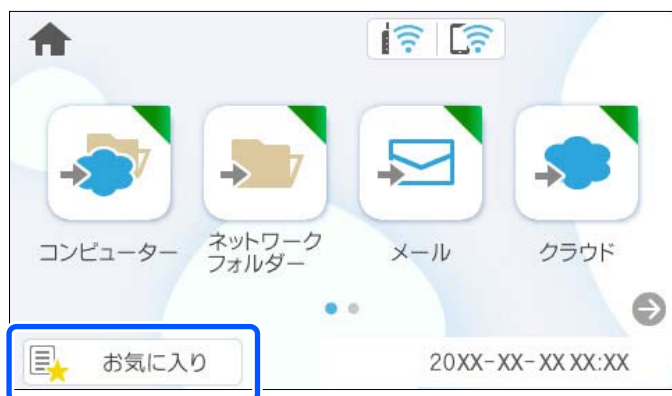 コンピューター
ネットワーク
フォルダー
メール
クラウド
お気に入り
20XX-XX-XX XX:XX